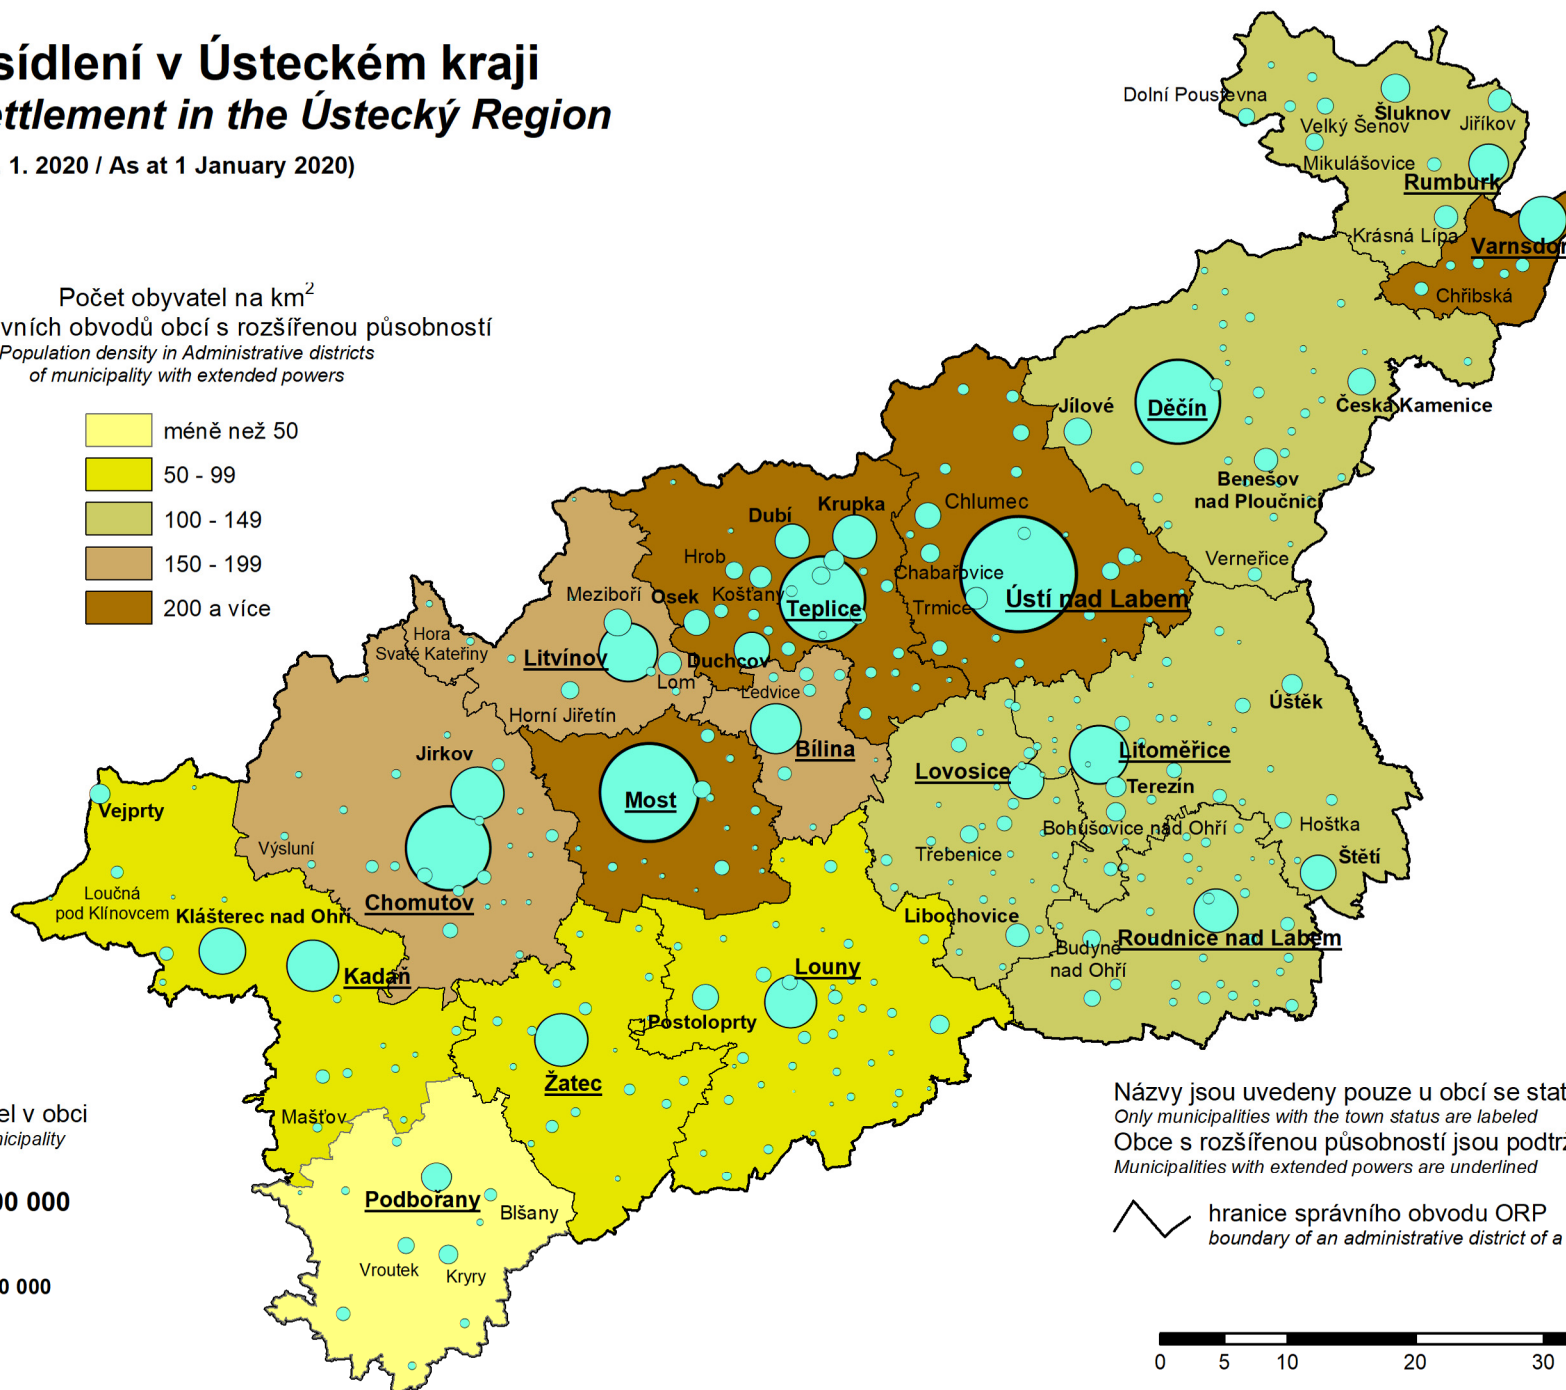 sídlení v Ústeckém kraji
ettlement in the Ústecký Region
. 1. 2020 / As at 1 January 2020)
Počet obyvatel na km²
vních obvodů obcí s rozšířenou působností
Population density in Administrative districts
of municipality with extended powers
méně než 50
50 - 99
100 - 149
150 - 199
200 a více
Dolní Poustevna
Šluknov
Velký Šenov
Jiříkov
Mikulášovice
Rumburk
Krásná Lípa
Varnsdor
Chřibská
Jílové
Děčín
Česká Kamenice
Benešov
nad Ploučnicí
Verneřice
Chlumec
Chabařovice
Trmice
Ústí nad Labem
Krupka
Dubí
Hrob
Košťany
Osek
Teplice
Duchcov
Meziboří
Litvínov
Lom
Hora
Svaté Kateřiny
Horní Jiřetín
Ledvice
Bílina
Most
Jirkov
Chomutov
Výsluní
Vejprty
Loučná
pod Klínovcem
Klášterec nad Ohří
Kadaň
Mašťov
Úštěk
Litoměřice
Lovosice
Terezín
Bohušovice nad Ohří
Třebenice
Hoštka
Štětí
Libochovice
Budyně
nad Ohří
Roudnice nad Labem
Louny
Postoloprty
Žatec
Podbořany
Blšany
Vroutek
Kryry
el v obci
nicipality
00 000
0 000
Názvy jsou uvedeny pouze u obcí se stat
Only municipalities with the town status are labeled
Obce s rozšířenou působností jsou podtrž
Municipalities with extended powers are underlined
hranice správního obvodu ORP
boundary of an administrative district of a
0 5 10 20 30